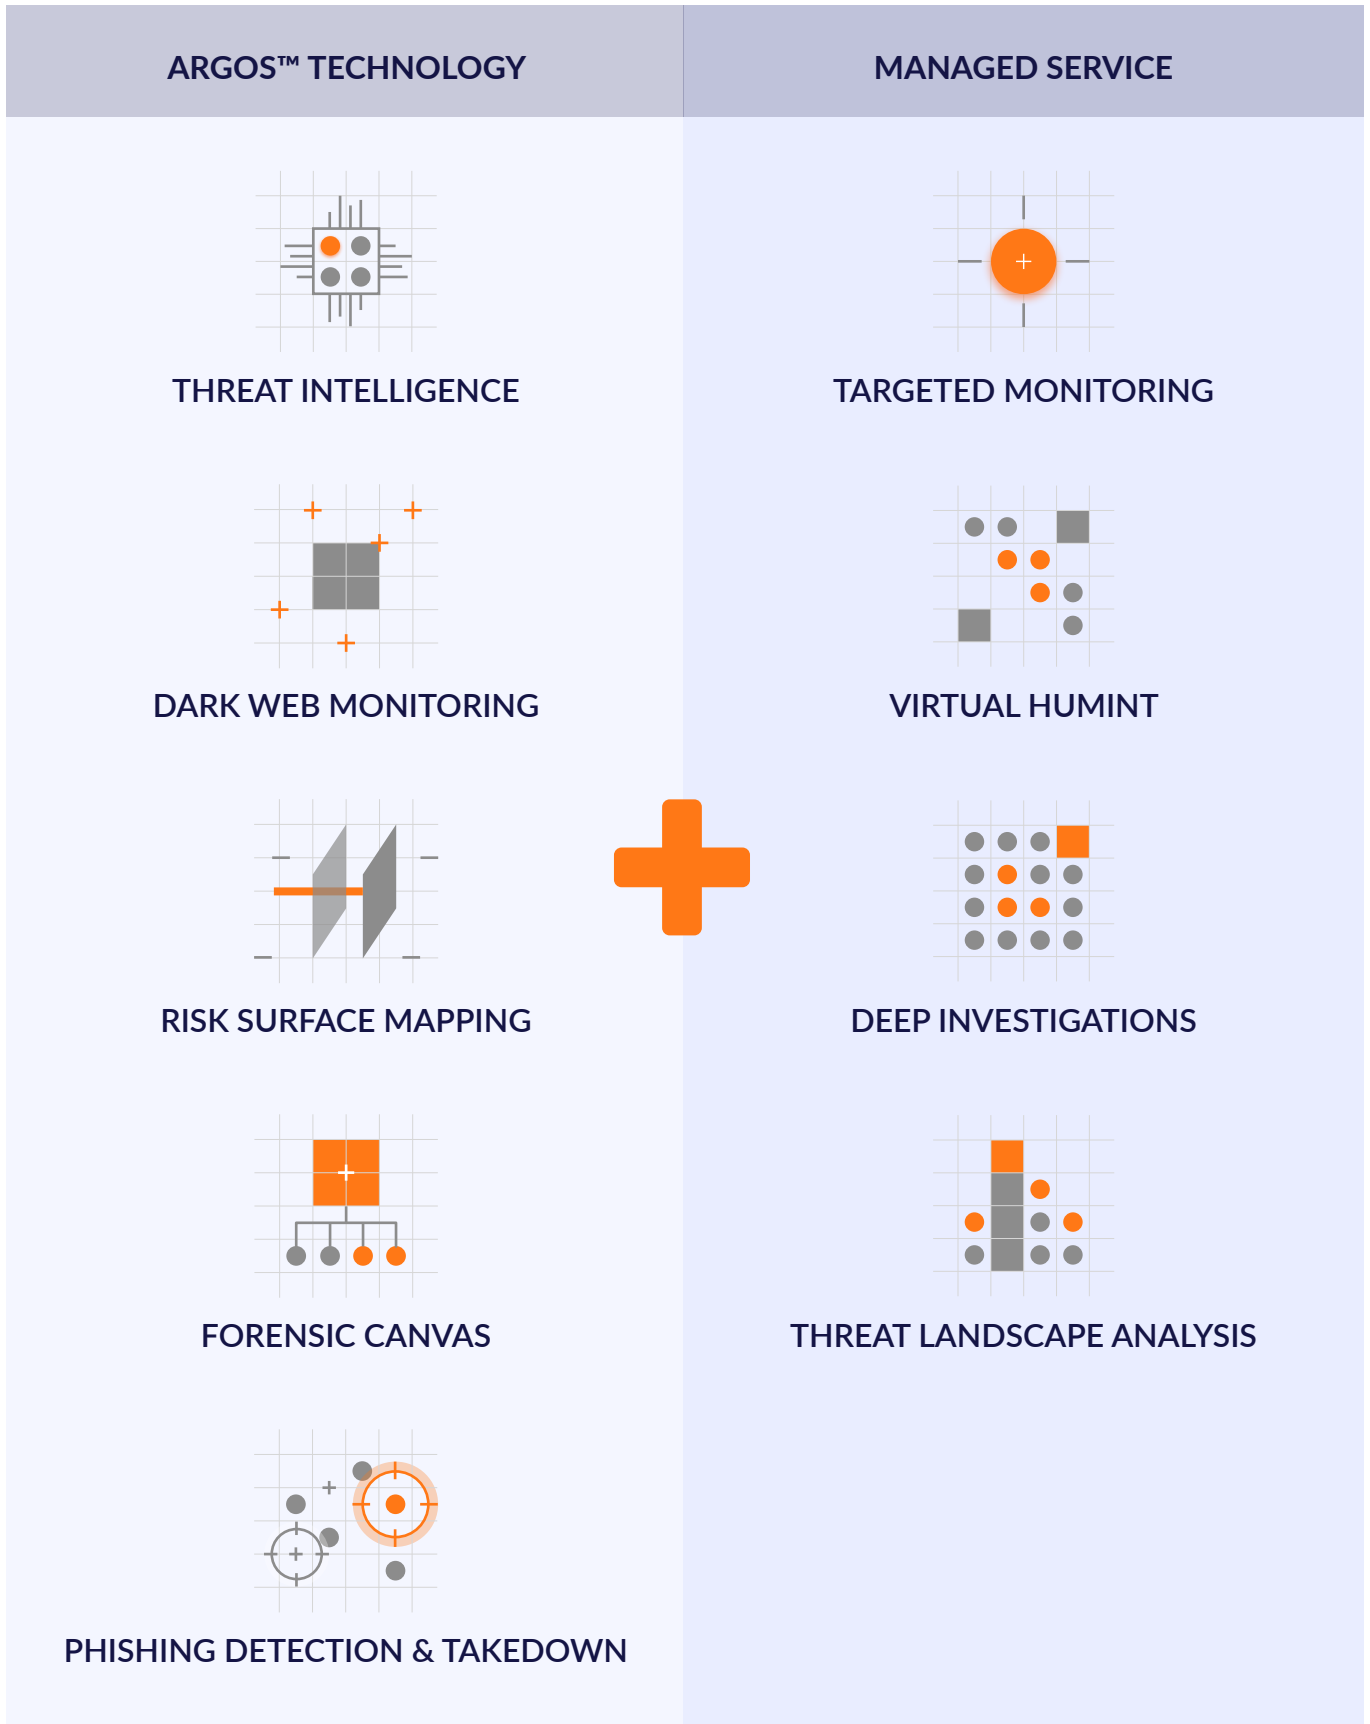 ARGOS™ TECHNOLOGY
MANAGED SERVICE
THREAT INTELLIGENCE
TARGETED MONITORING
DARK WEB MONITORING
VIRTUAL HUMINT
RISK SURFACE MAPPING
DEEP INVESTIGATIONS
FORENSIC CANVAS
THREAT LANDSCAPE ANALYSIS
PHISHING DETECTION & TAKEDOWN